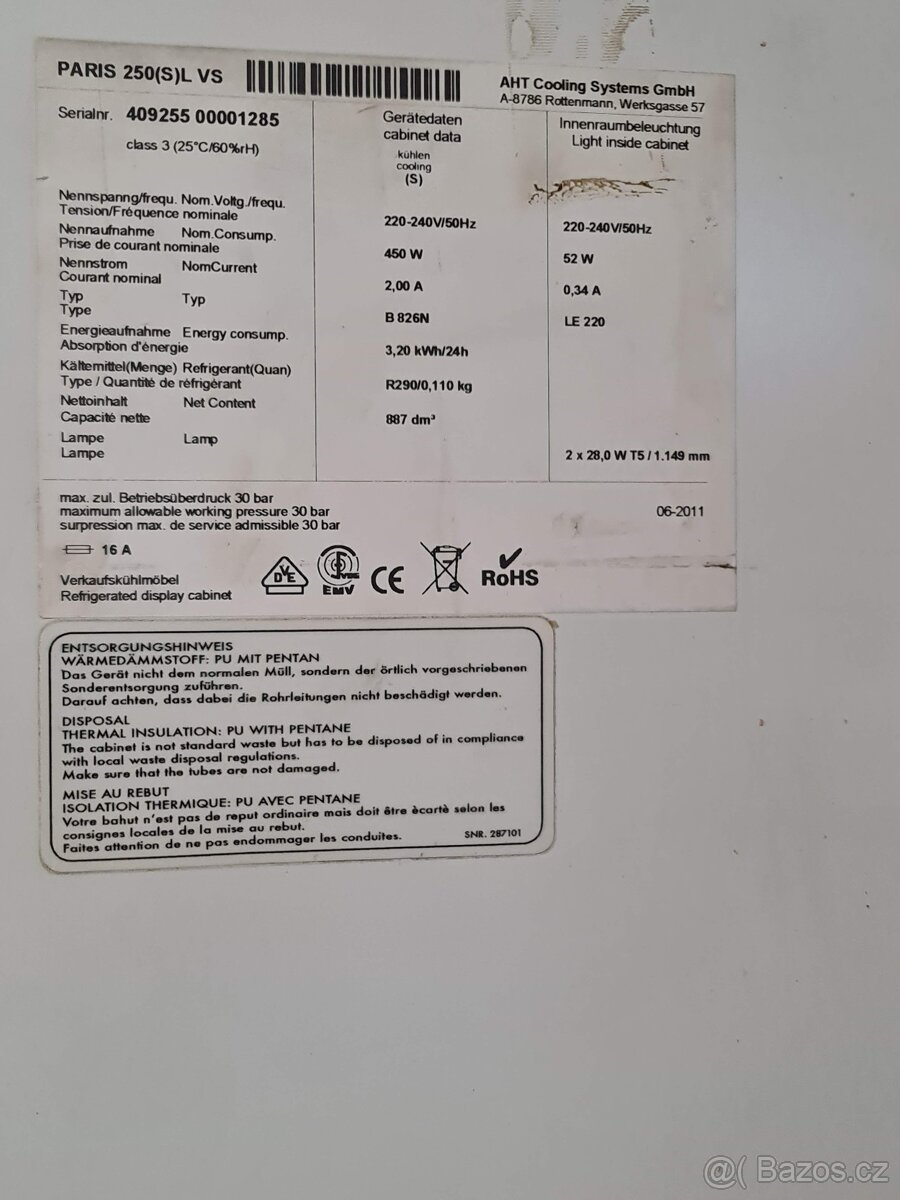 PARIS 250(S)L VS
AHT Cooling Systems GmbH
A-8786 Rottenmann, Werksgasse 57
Serialnr. 409255 00001285
class 3 (25°C/60%rH)
Gerätedaten
cabinet data
kühlen
cooling
(S)
Innenraumbeleuchtung
Light inside cabinet
Nennspanng/frequ. Nom.Voltg./frequ.
Tension/Fréquence nominale
220-240V/50Hz
220-240V/50Hz
Nennaufnahme Nom.Consump.
Prise de courant nominale
450 W
52 W
Nennstrom NomCurrent
Courant nominal
2,00 A
0,34 A
Typ Typ
Type
B 826N
LE 220
Energieaufnahme Energy consump.
Absorption d'énergie
3,20 kWh/24h
Kältemittel(Menge) Refrigerant(Quan)
Type / Quantité de réfrigérant
R290/0,110 kg
Nettoinhalt Net Content
Capacité nette
887 dm³
Lampe Lamp
Lampe
2 x 28,0 W T5 / 1.149 mm
max. zul. Betriebsüberdruck 30 bar
maximum allowable working pressure 30 bar
surpression max. de service admissible 30 bar
06-2011
16 A
Verkaufskühlmöbel
Refrigerated display cabinet
DVE
EMV
CE
RoHS
ENTSORGUNGSHINWEIS
WÄRMEDÄMMSTOFF: PU MIT PENTAN
Das Gerät nicht dem normalen Müll, sondern der örtlich vorgeschriebenen
Sonderentsorgung zuführen.
Darauf achten, dass dabei die Rohrleitungen nicht beschädigt werden.
DISPOSAL
THERMAL INSULATION: PU WITH PENTANE
The cabinet is not standard waste but has to be disposed of in compliance
with local waste disposal regulations.
Make sure that the tubes are not damaged.
MISE AU REBUT
ISOLATION THERMIQUE: PU AVEC PENTANE
Votre bahut n'est pas de reput ordinaire mais doit être ècartè selon les
consignes locales de la mise au rebut.
Faites attention de ne pas endommager les conduites.
SNR. 287101
@( Bazos.cz